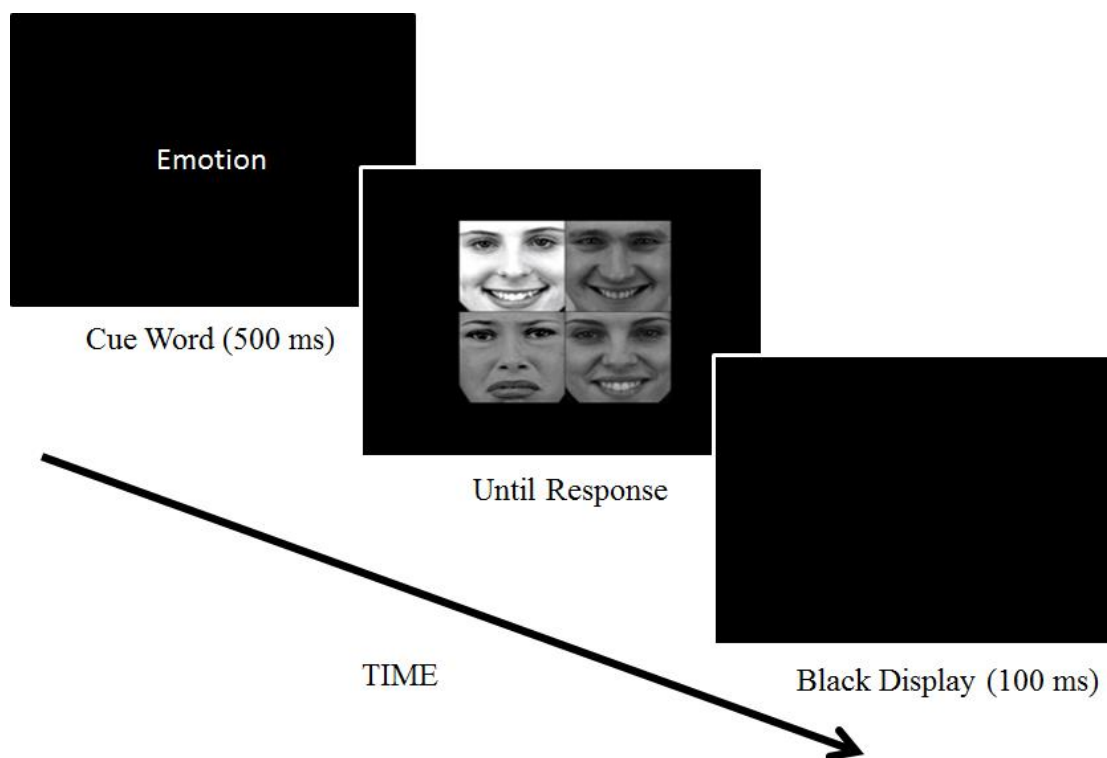 Emotion
Cue Word (500 ms)
Until Response
TIME
Black Display (100 ms)